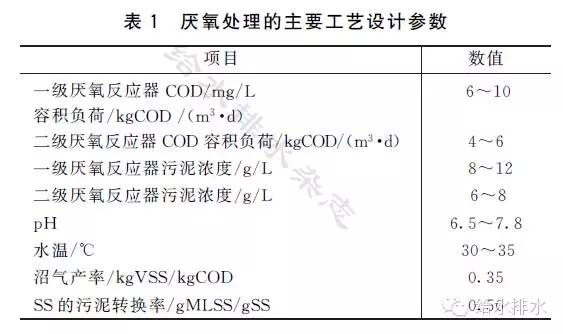 表 1 厌氧处理的主要工艺设计参数
项目 数值
一级厌氧反应器 COD/mg/L 6～10
容积负荷/kgCOD /(m³·d)
二级厌氧反应器 COD 容积负荷/kgCOD/(m³·d) 4～6
一级厌氧反应器污泥浓度/g/L 8～12
二级厌氧反应器污泥浓度/g/L 6～8
pH 6.5～7.8
水温/℃ 30～35
沼气产率/kgVSS/kgCOD 0.35
SS的污泥转换率/gMLSS/gSS 0.56
给水排水杂志
给水排水